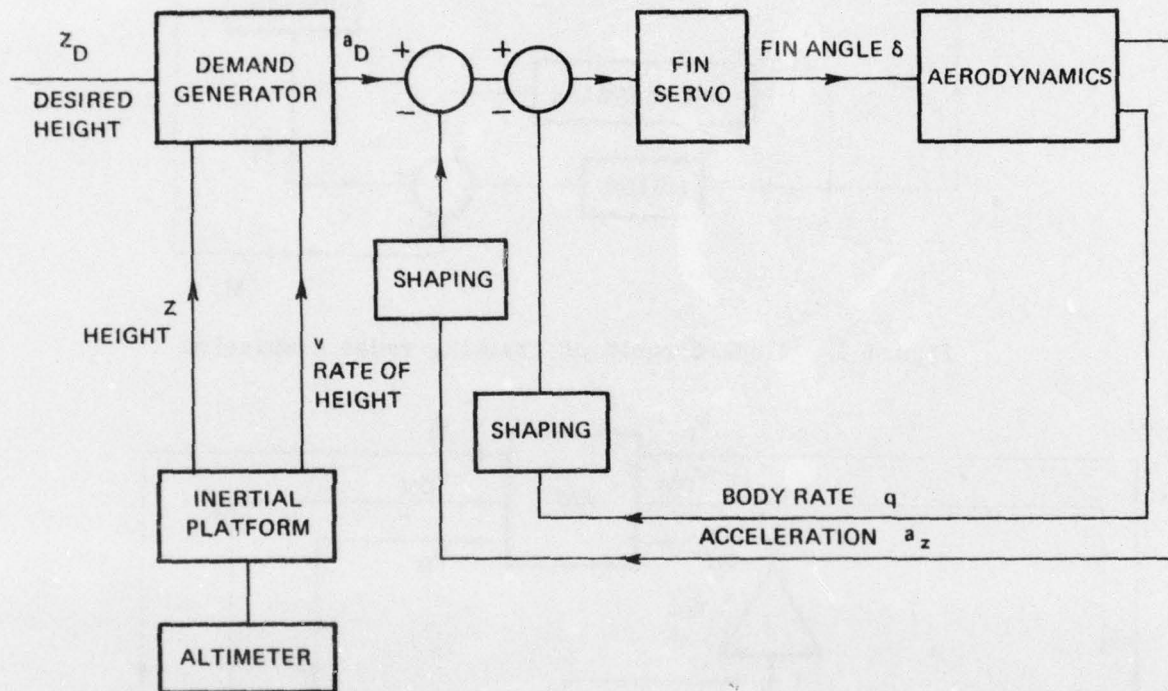 Z_D
DESIRED
HEIGHT
DEMAND
GENERATOR
a_D
+
−
+
−
FIN
SERVO
FIN ANGLE δ
AERODYNAMICS
SHAPING
Z
HEIGHT
v
RATE OF
HEIGHT
SHAPING
INERTIAL
PLATFORM
BODY RATE q
ACCELERATION a_z
ALTIMETER